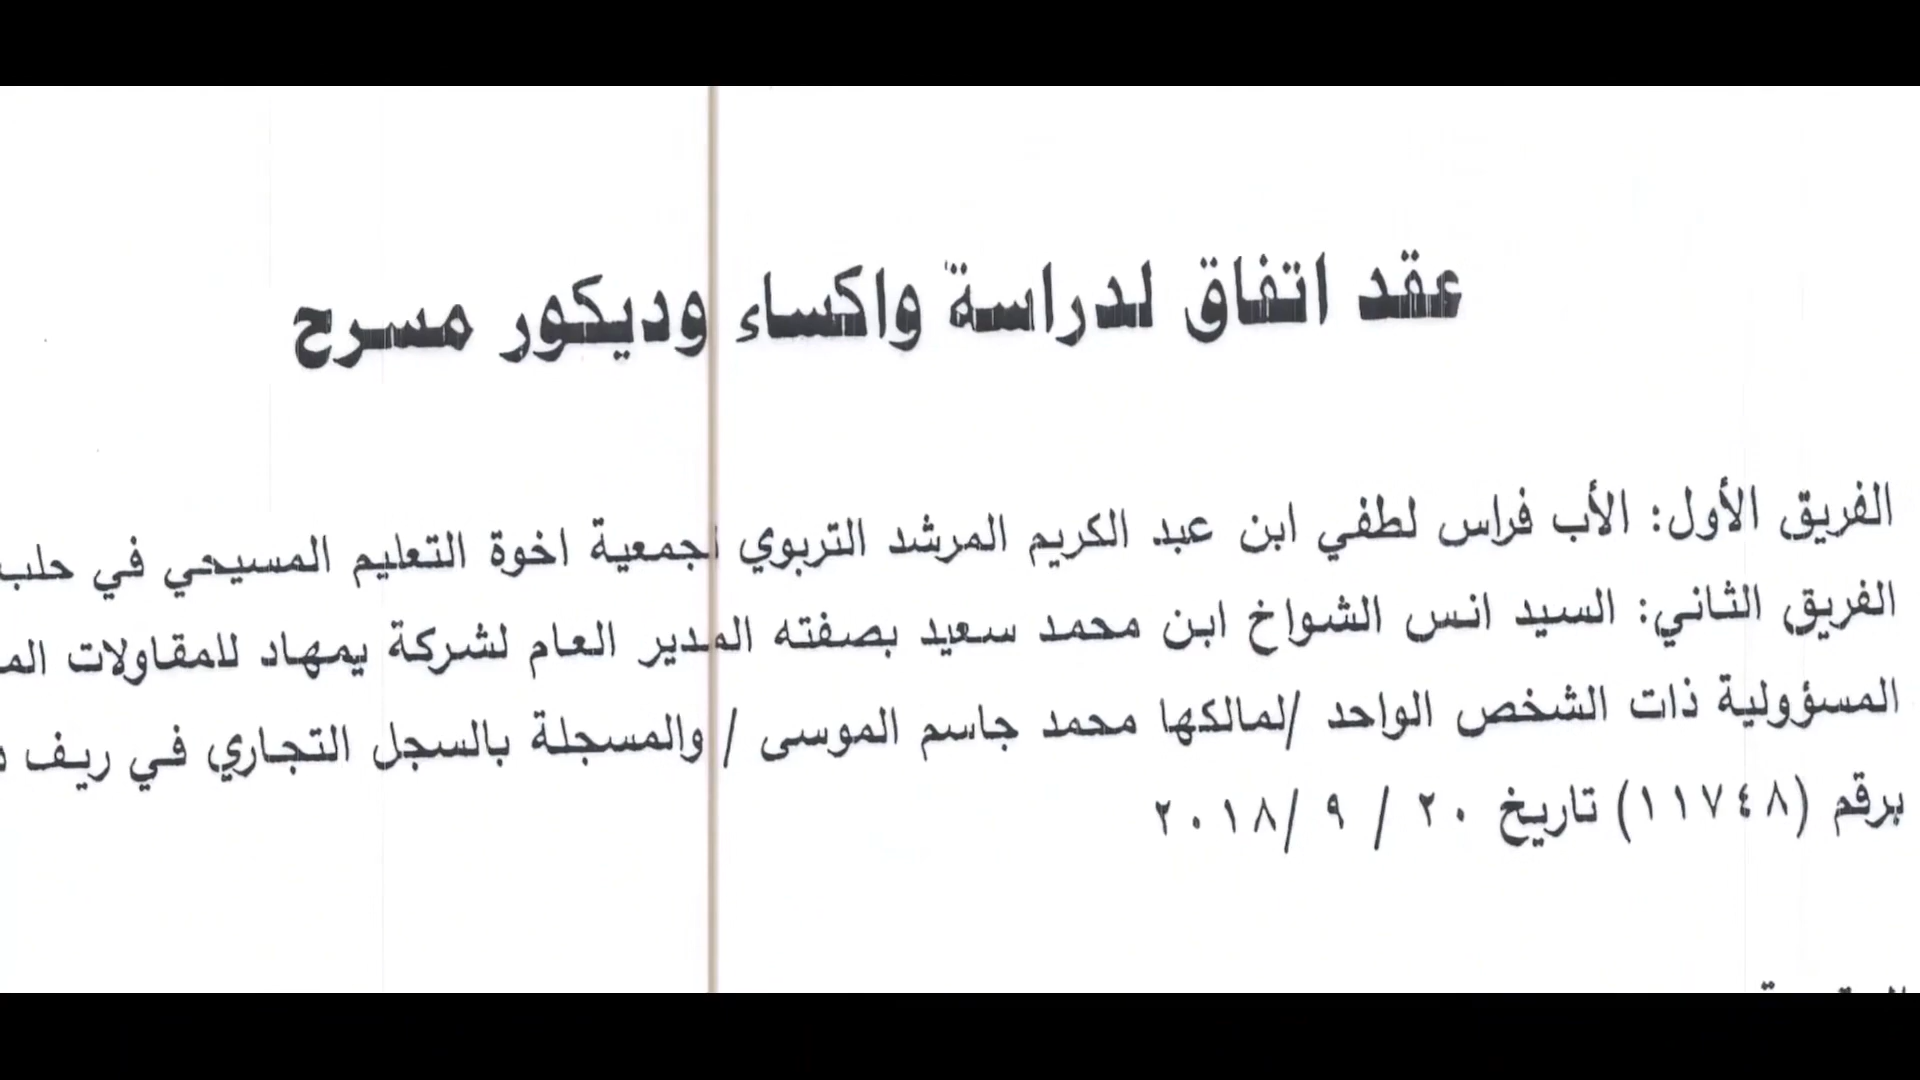 عقد اتفاق لدراسة واكساء وديكور مسرح
الفريق الأول: الأب فراس لطفي ابن عبد الكريم المرشد التربوي لجمعية اخوة التعليم المسيحي في حلب
الفريق الثاني: السيد انس الشواخ ابن محمد سعيد بصفته المدير العام لشركة يمهاد للمقاولات
المسؤولية ذات الشخص الواحد /لمالكها محمد جاسم الموسى / والمسجلة بالسجل التجاري في ريف
برقم (١١٧٤٨) تاريخ ٢٠ / ٩ /٢٠١٨